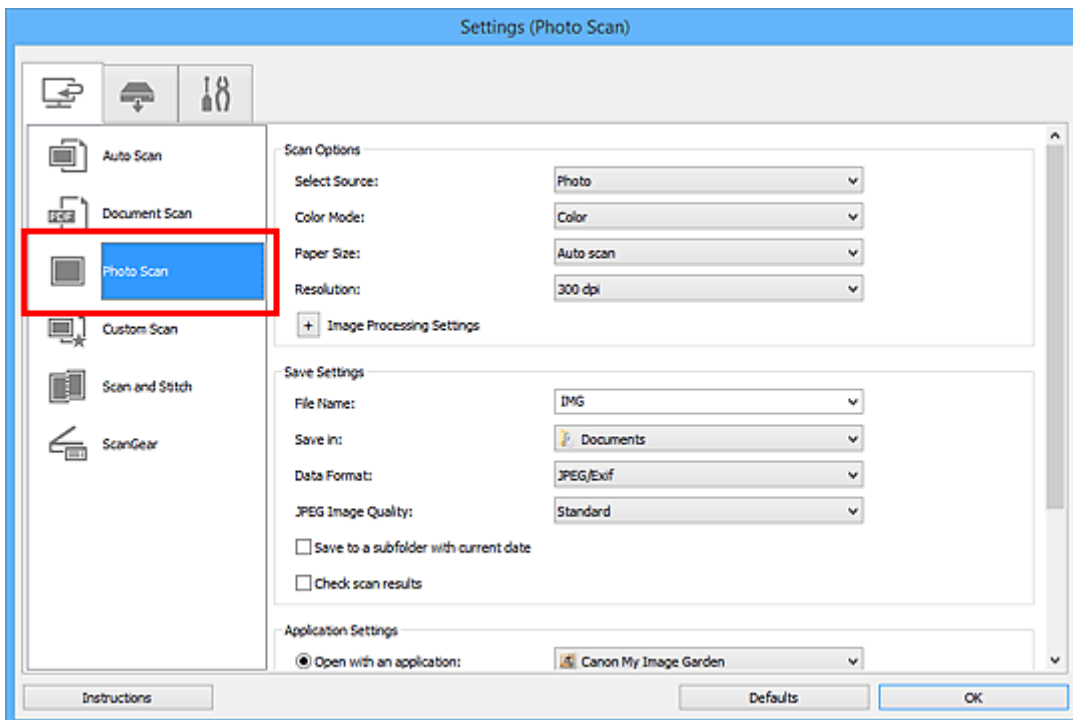 Settings (Photo Scan)
Auto Scan
Document Scan
Photo Scan
Custom Scan
Scan and Stitch
ScanGear
Scan Options
Select Source: Photo
Color Mode: Color
Paper Size: Auto scan
Resolution: 300 dpi
+ Image Processing Settings
Save Settings
File Name: IMG
Save in: Documents
Data Format: JPEG/Exif
JPEG Image Quality: Standard
Save to a subfolder with current date
Check scan results
Application Settings
Open with an application: Canon My Image Garden
Instructions Defaults OK